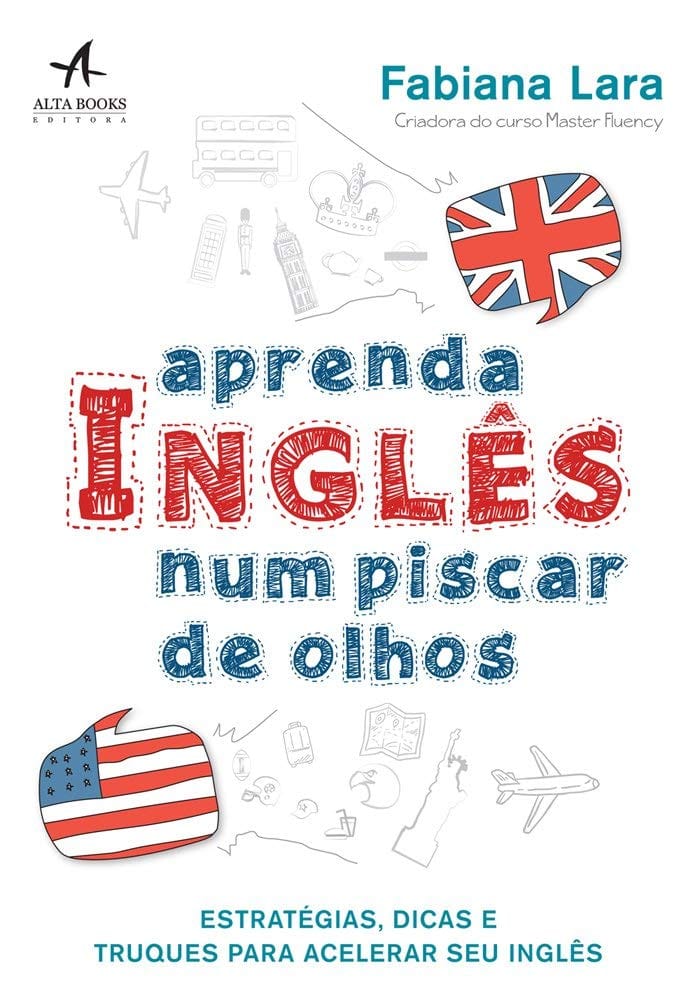 ALTA BOOKS
EDITORA
Fabiana Lara
Criadora do curso Master Fluency
aprenda
INGLÊS
num piscar
de olhos
ESTRATÉGIAS, DICAS E
TRUQUES PARA ACELERAR SEU INGLÊS